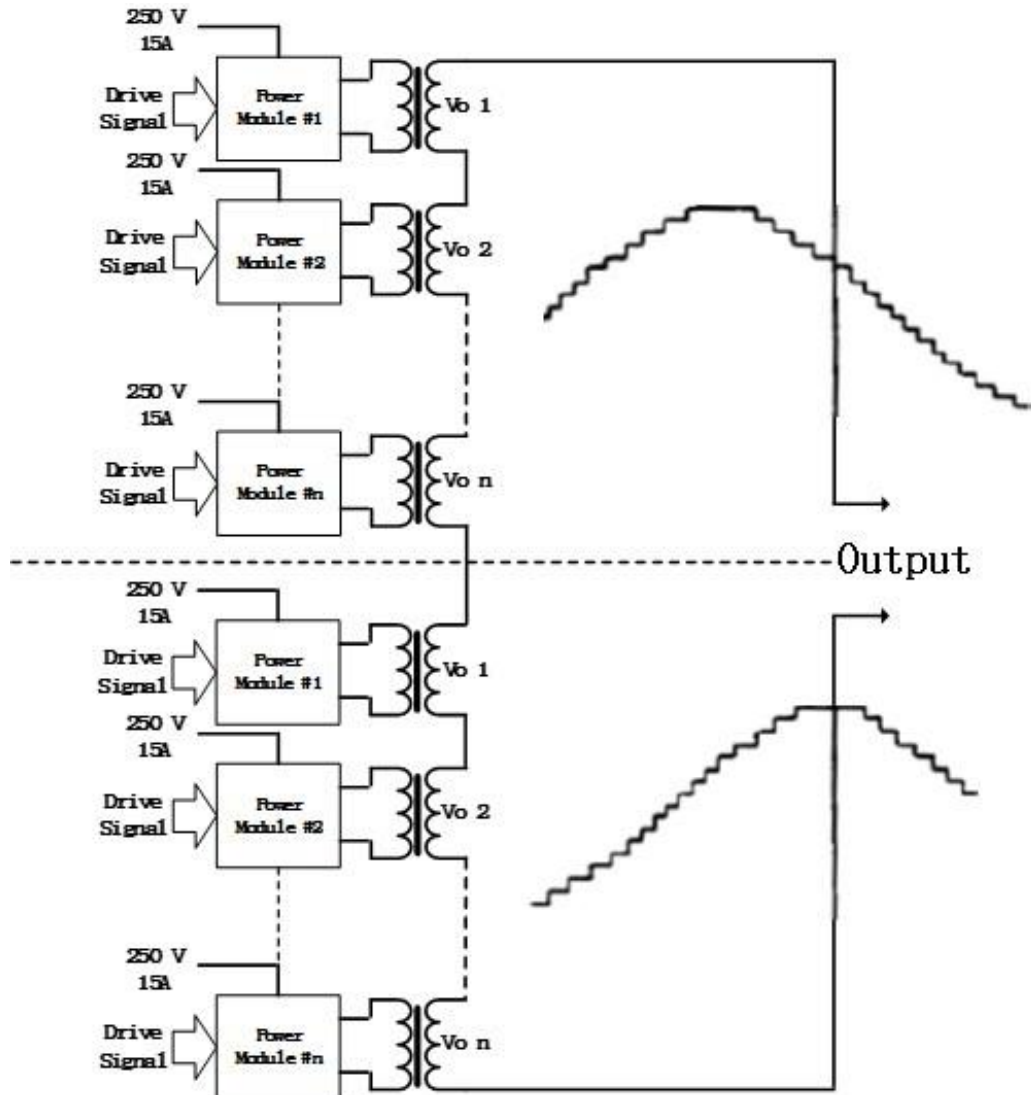 250 V
15A
Drive
Signal
Power
Module #1
Vo 1
250 V
15A
Drive
Signal
Power
Module #2
Vo 2
250 V
15A
Drive
Signal
Power
Module #n
Vo n
Output
250 V
15A
Drive
Signal
Power
Module #1
Vo 1
250 V
15A
Drive
Signal
Power
Module #2
Vo 2
250 V
15A
Drive
Signal
Power
Module #n
Vo n